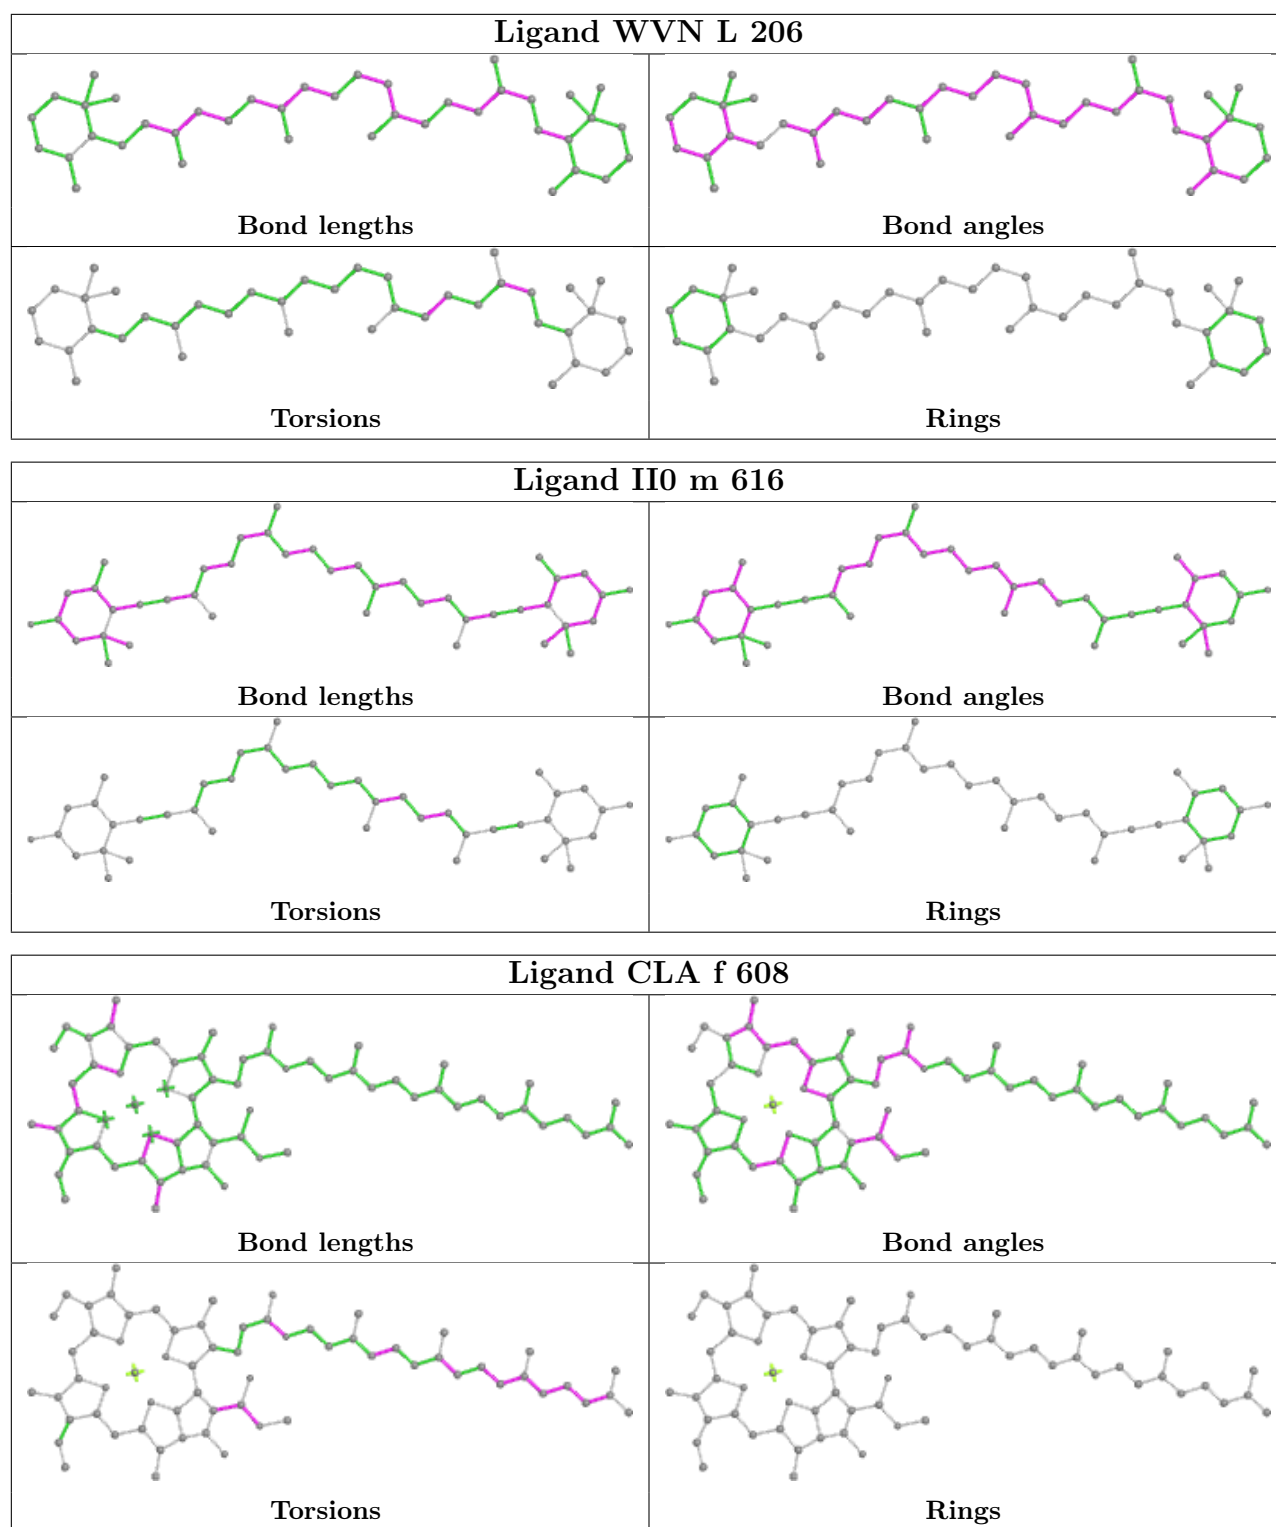 Ligand WVN L 206
Bond lengths
Bond angles
Torsions
Rings
Ligand II0 m 616
Bond lengths
Bond angles
Torsions
Rings
Ligand CLA f 608
Bond lengths
Bond angles
Torsions
Rings